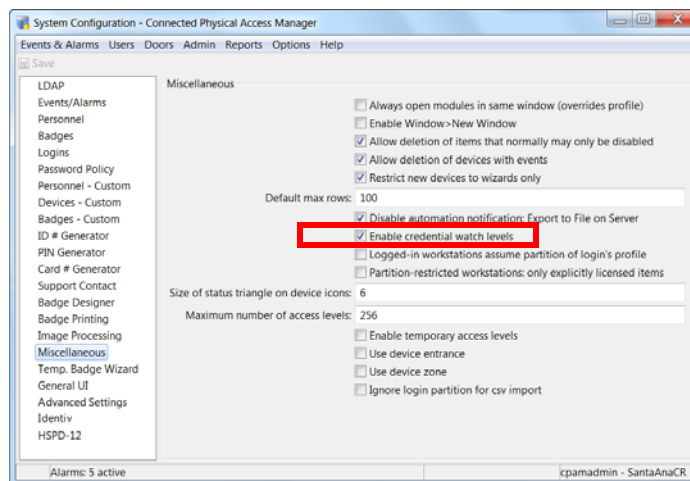 System Configuration - Connected Physical Access Manager
Events & Alarms Users Doors Admin Reports Options Help
Save
LDAP
Events/Alarms
Personnel
Badges
Logins
Password Policy
Personnel - Custom
Devices - Custom
Badges - Custom
ID # Generator
PIN Generator
Card # Generator
Support Contact
Badge Designer
Badge Printing
Image Processing
Miscellaneous
Temp. Badge Wizard
General UI
Advanced Settings
Identiv
HSPD-12
Miscellaneous
Always open modules in same window (overrides profile)
Enable Window>New Window
Allow deletion of items that normally may only be disabled
Allow deletion of devices with events
Restrict new devices to wizards only
Default max rows: 100
Disable automation notification: Export to File on Server
Enable credential watch levels
Logged-in workstations assume partition of login's profile
Partition-restricted workstations: only explicitly licensed items
Size of status triangle on device icons: 6
Maximum number of access levels: 256
Enable temporary access levels
Use device entrance
Use device zone
Ignore login partition for csv import
Alarms: 5 active cpamadmin - SantaAnaCR